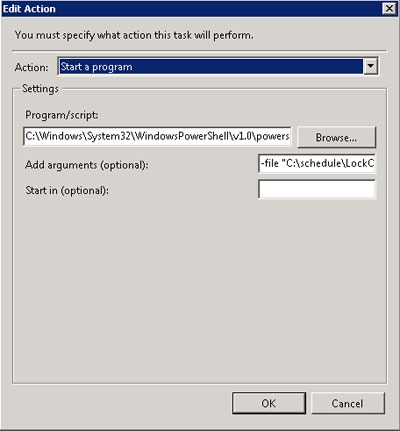 Edit Action
You must specify what action this task will perform.
Action: Start a program
Settings
Program/script:
C:\Windows\System32\WindowsPowerShell\v1.0\powers
Browse...
Add arguments (optional): -file "C:\schedule\LockC
Start in (optional):
OK Cancel